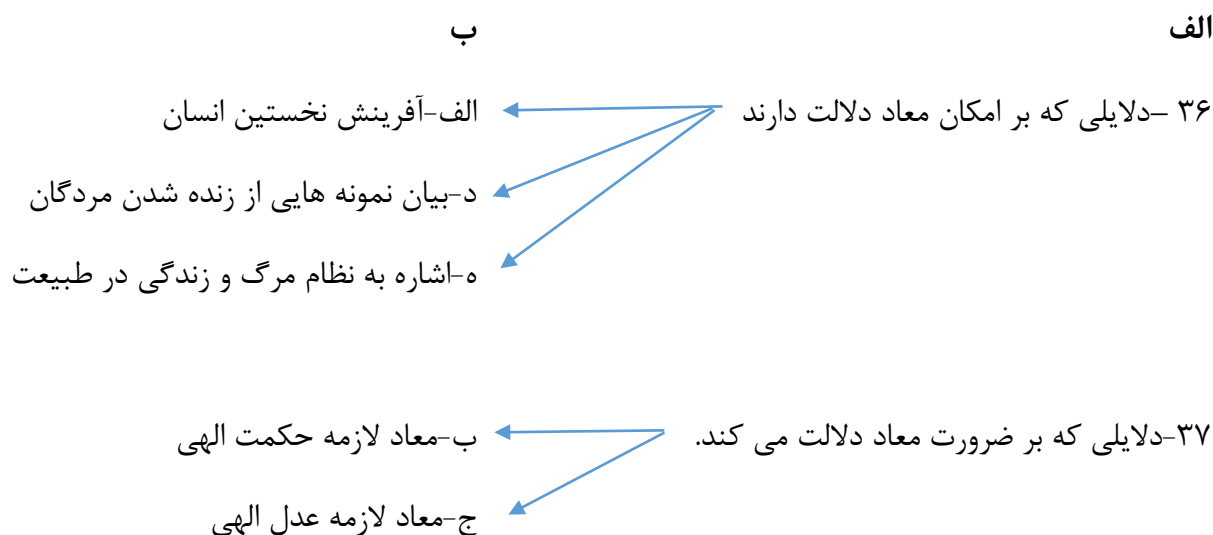 الف ب
۳۶ –دلایلی که بر امکان معاد دلالت دارند الف-آفرینش نخستین انسان
د-بیان نمونه هایی از زنده شدن مردگان
ه-اشاره به نظام مرگ و زندگی در طبیعت
۳۷-دلایلی که بر ضرورت معاد دلالت می کند. ب-معاد لازمه حکمت الهی
ج-معاد لازمه عدل الهی